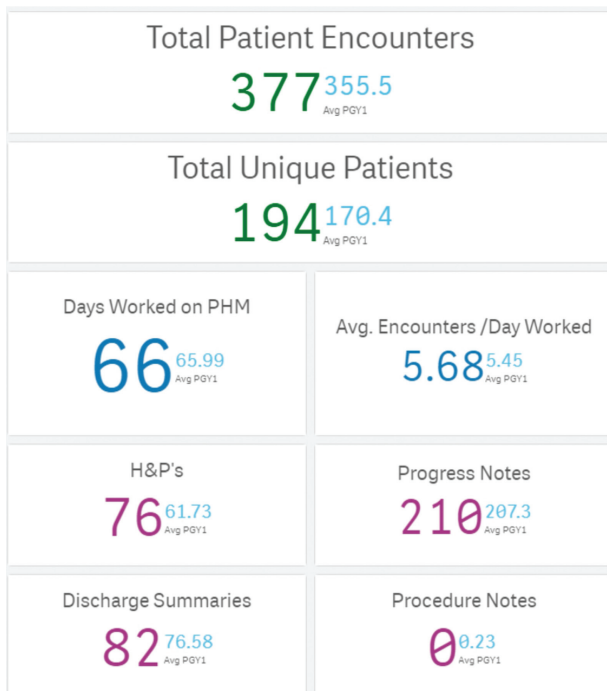 Total Patient Encounters
377 355.5
Avg PGY1
Total Unique Patients
194 170.4
Avg PGY1
Days Worked on PHM
66 65.99
Avg PGY1
Avg. Encounters /Day Worked
5.68 5.45
Avg PGY1
H&P's
76 61.73
Avg PGY1
Progress Notes
210 207.3
Avg PGY1
Discharge Summaries
82 76.58
Avg PGY1
Procedure Notes
0 0.23
Avg PGY1